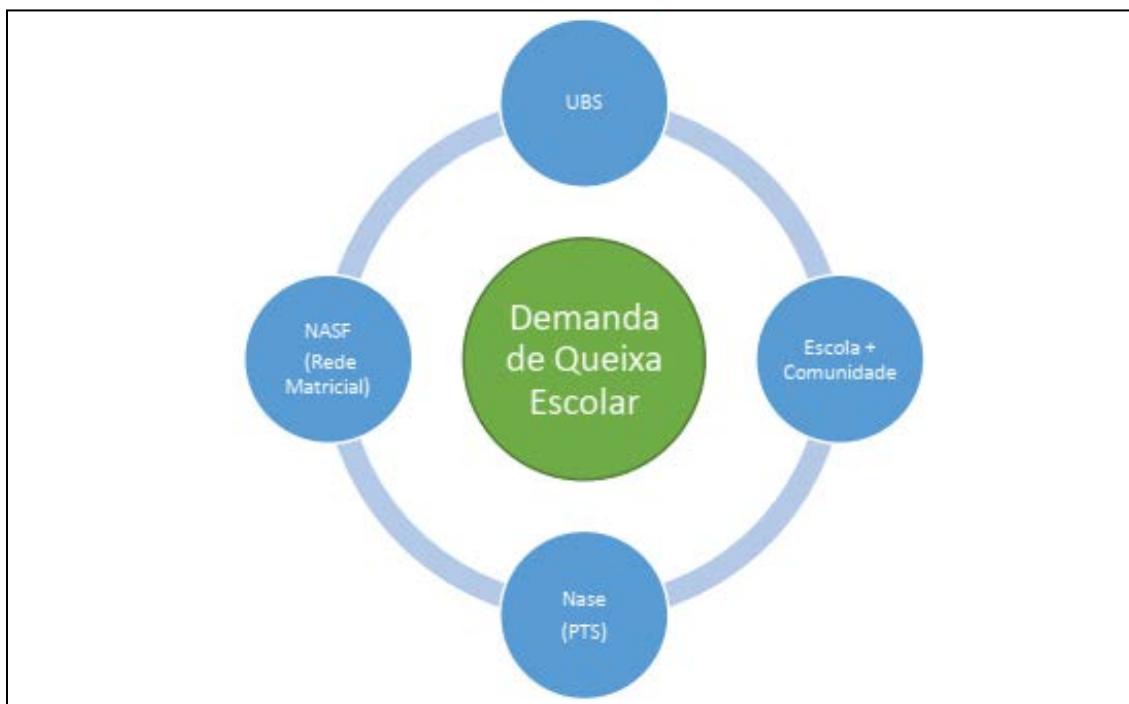 UBS
Demanda
de Queixa
Escolar
NASF
(Rede
Matricial)
Escola +
Comunidade
Nase
(PTS)